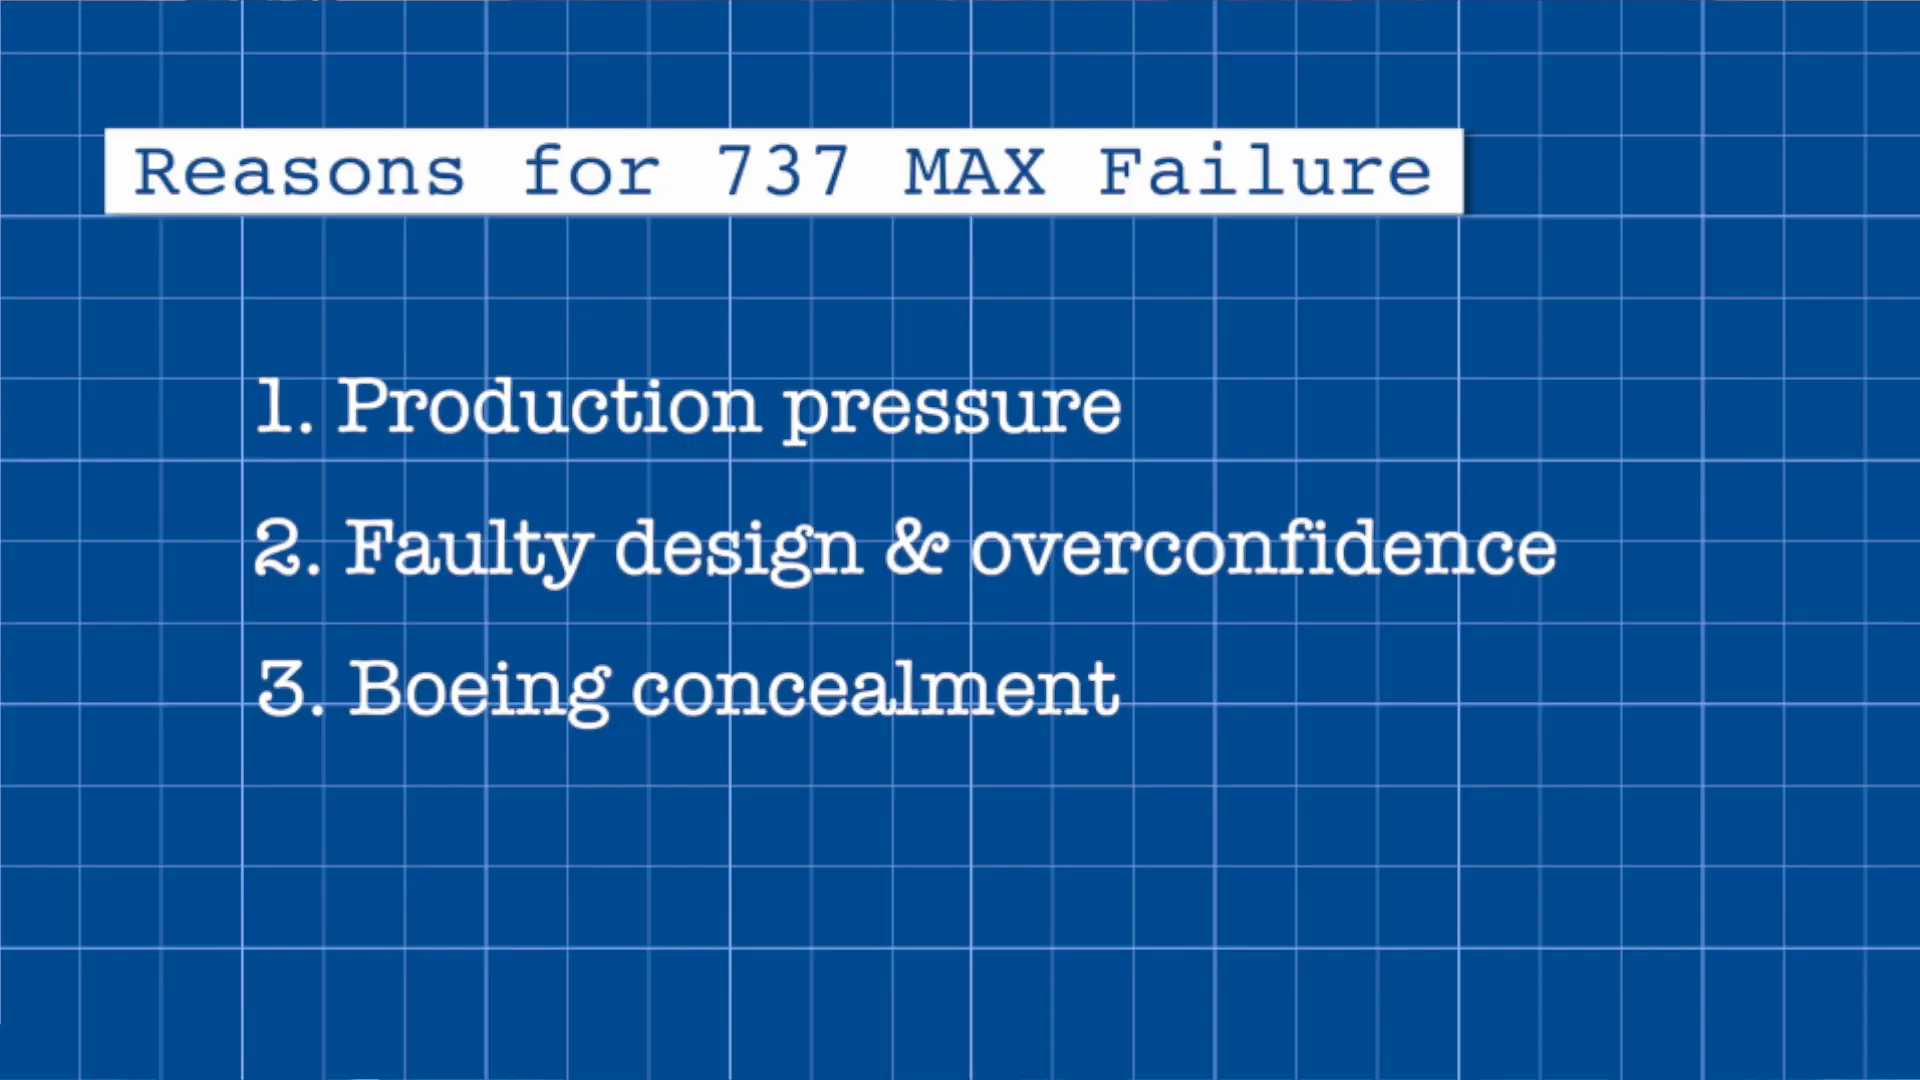 Reasons for 737 MAX Failure
1. Production pressure
2. Faulty design & overconfidence
3. Boeing concealment